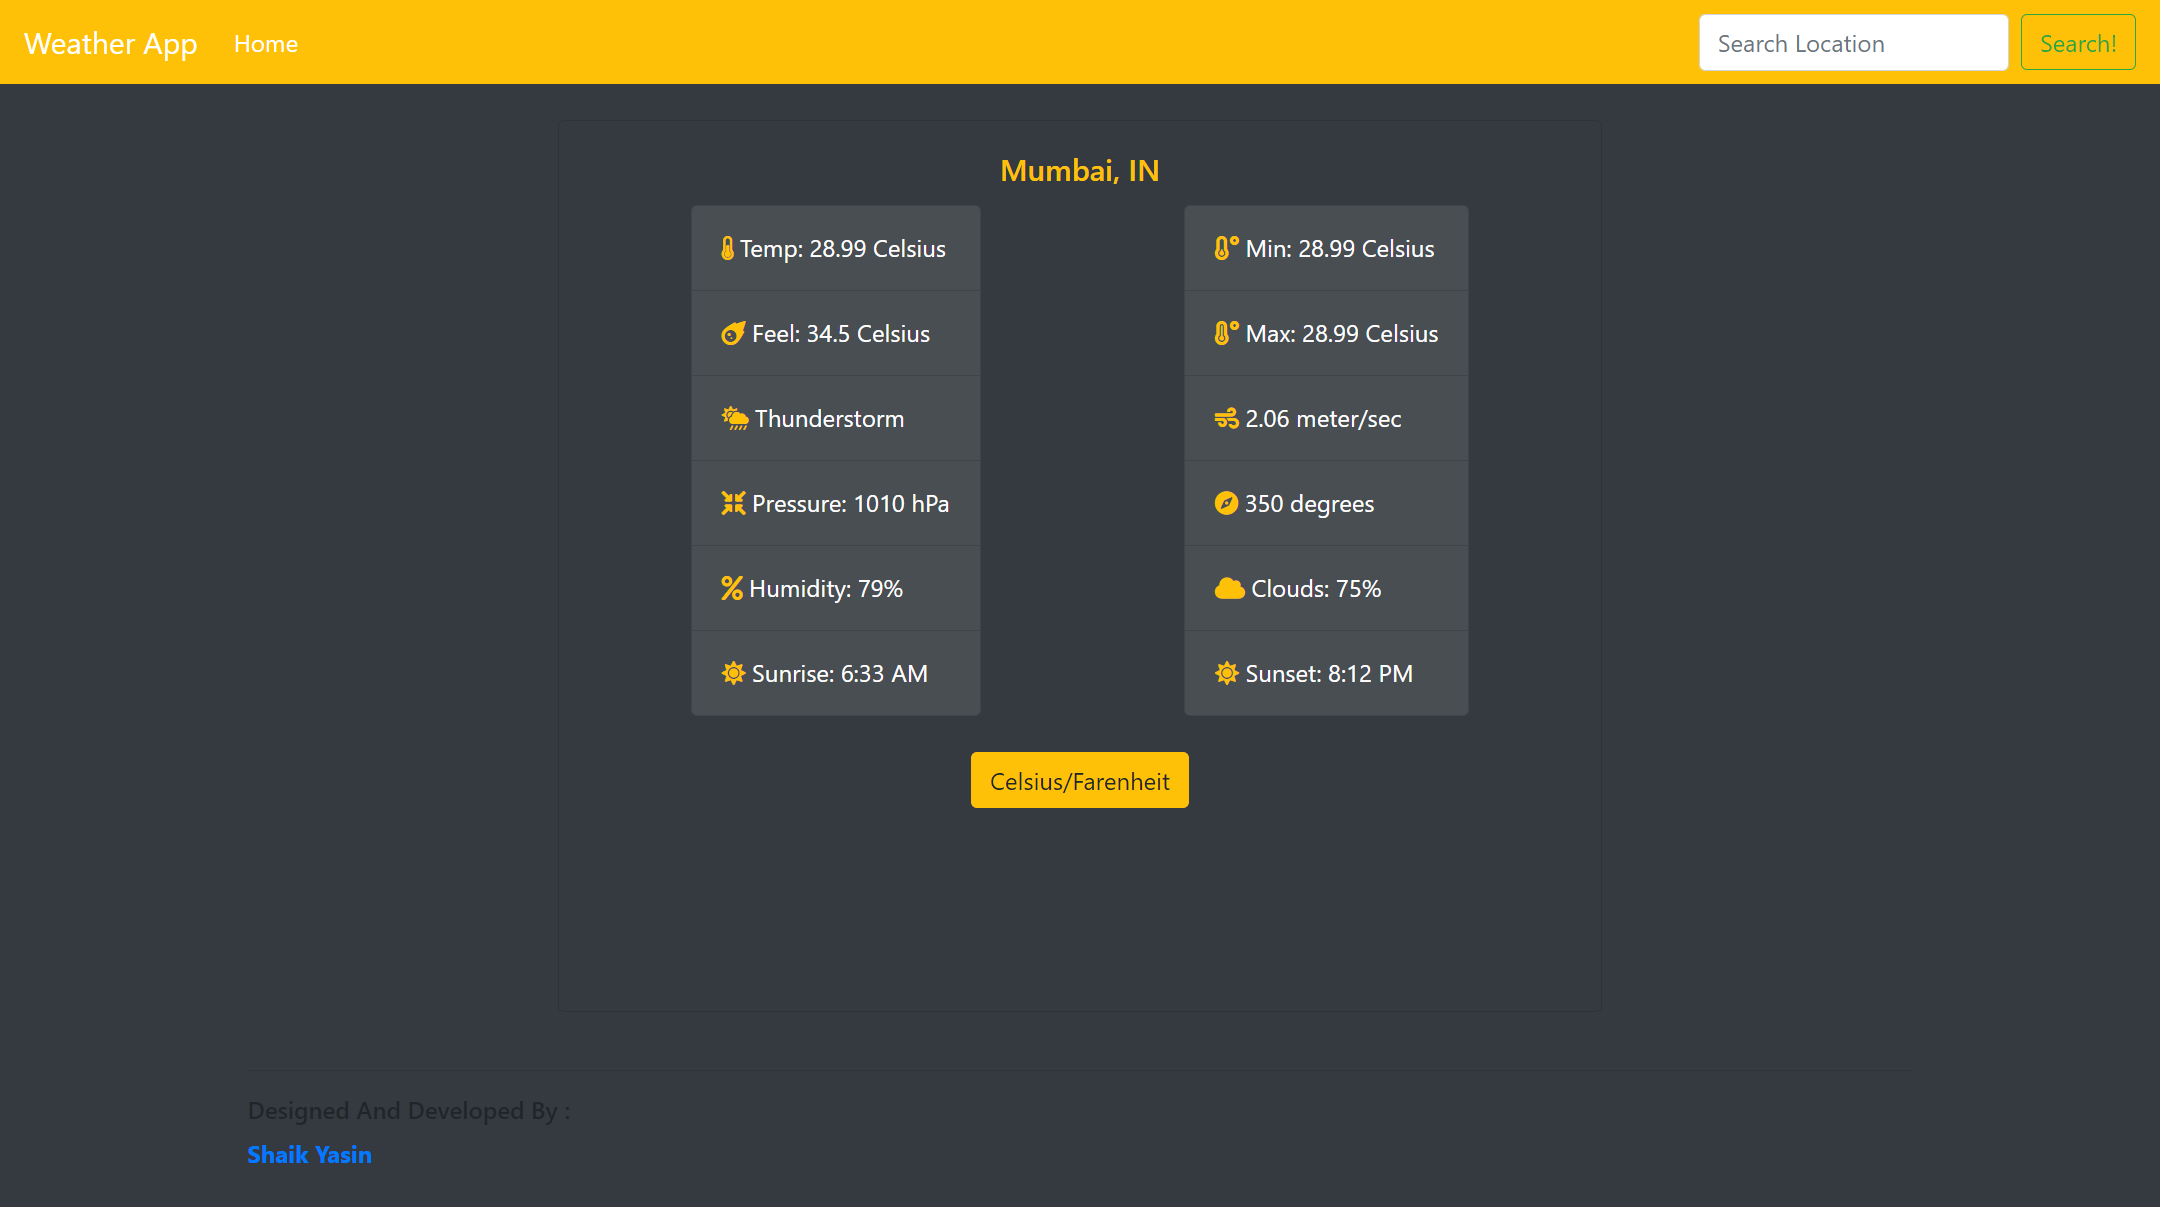 Weather App
Home
Search Location
Search!
Mumbai, IN
Temp: 28.99 Celsius
Feel: 34.5 Celsius
Thunderstorm
Pressure: 1010 hPa
Humidity: 79%
Sunrise: 6:33 AM
Min: 28.99 Celsius
Max: 28.99 Celsius
2.06 meter/sec
350 degrees
Clouds: 75%
Sunset: 8:12 PM
Celsius/Farenheit
Designed And Developed By :
Shaik Yasin